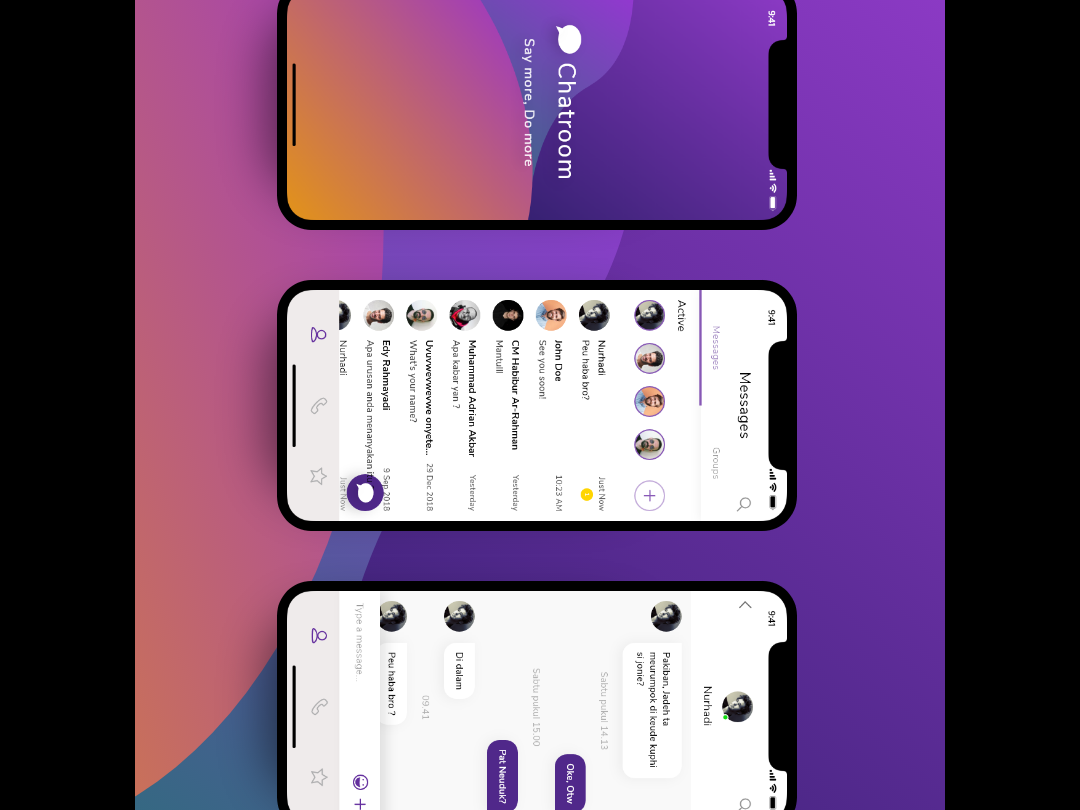 9:41
Chatroom
Say more, Do more
9:41
Messages
Messages
Groups
Active
Nurhadi
Just Now
Peu haba bro?
1
John Doe
10:23 AM
See you soon!
CM Habibur Ar-Rahman
Yesterday
Mantull!
Muhammad Adrian Akbar
Yesterday
Apa kabar yan ?
Uvuvwevwevwe onyete...
29 Dec 2018
What's your name?
Edy Rahmayadi
9 Sep 2018
Apa urusan anda menanyakan
Nurhadi
Just Now
9:41
Nurhadi
Pakiban, Jadeh ta
meurumpok di keude kuphi
si jonie?
Sabtu pukul 14.13
Oke, Otw
Sabtu pukul 15.00
Pat Neuduk?
Di dalam
09.41
Peu haba bro ?
Type a message...